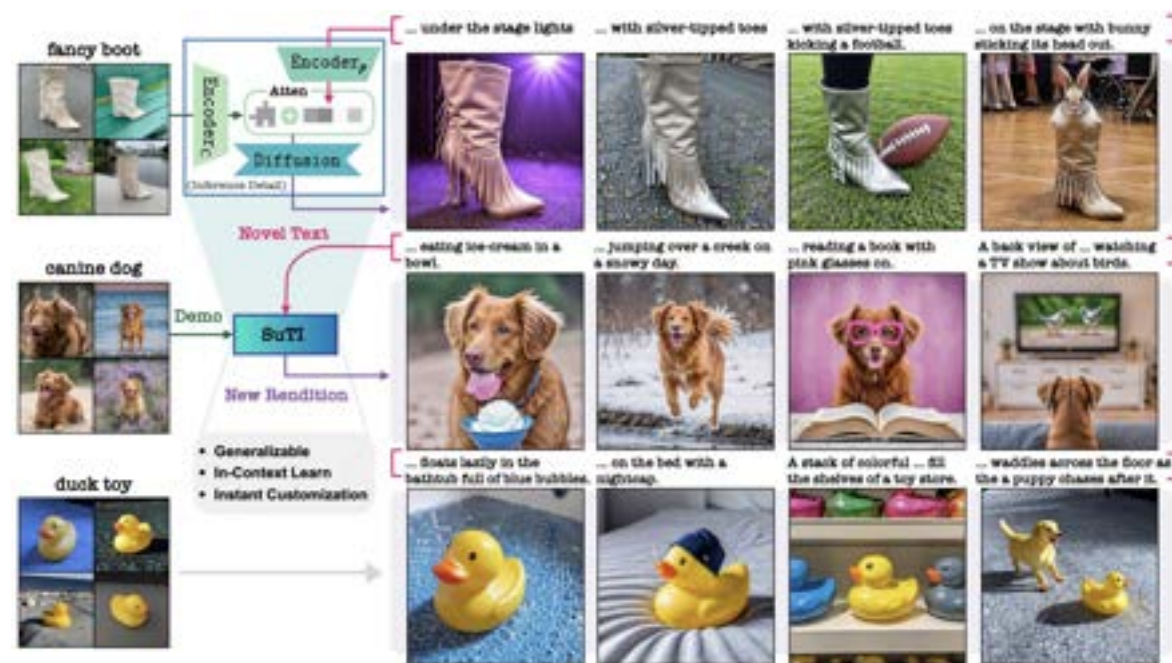 fancy boot
Encoder_C
Encoder_p
Atten
Diffusion
(Inference Detail)
Novel Text
... under the stage lights
... with silver-tipped toes
... with silver-tipped toes
kicking a football.
... on the stage with bunny
sticking its head out.
canine dog
Demo
SuTI
New Rendition
• Generalizable
• In-Context Learn
• Instant Customization
... eating ice-cream in a
bowl.
... jumping over a creek on
a snowy day.
... reading a book with
pink glasses on.
A back view of ... watching
a TV show about birds.
duck toy
... floats lazily in the
bathtub full of blue bubbles.
... on the bed with a
nightcap.
A stack of colorful ... fill
the shelves of a toy store.
... waddles across the floor as
the a puppy chases after it.